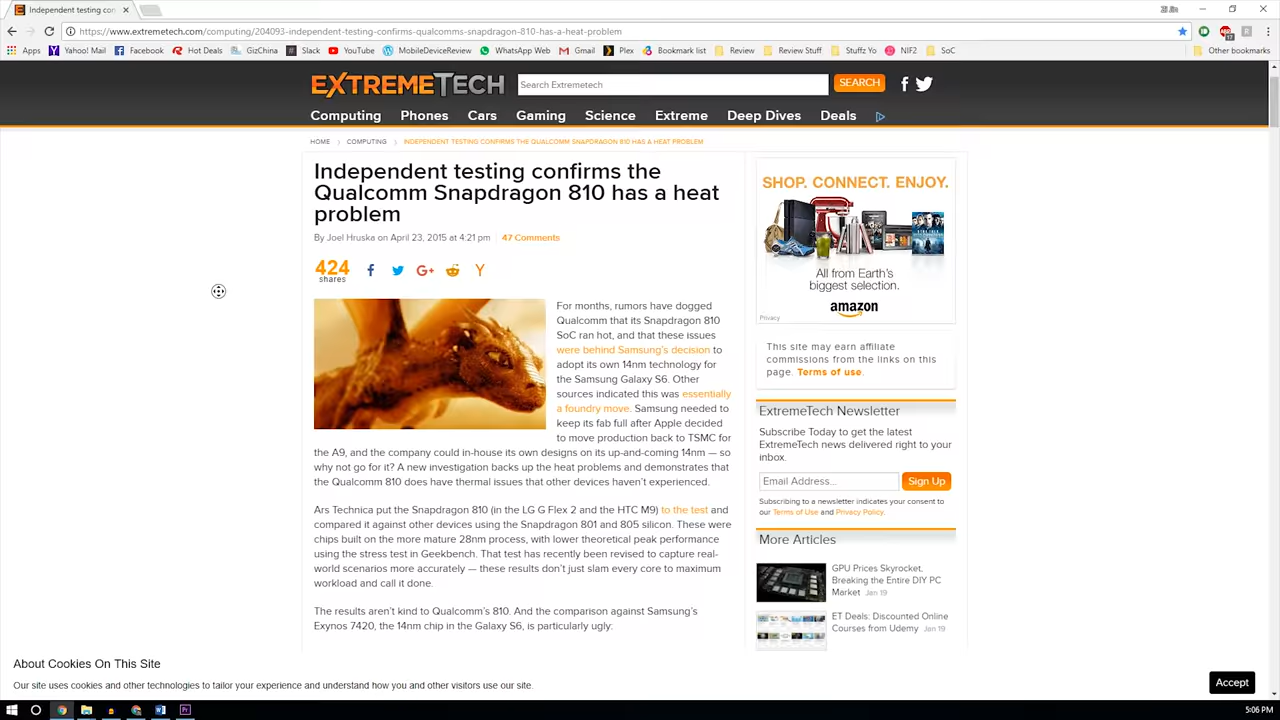 Independent testing con
https://www.extremetech.com/computing/204093-independent-testing-confirms-qualcomms-snapdragon-810-has-a-heat-problem
Apps Yahoo! Mail Facebook Hot Deals GizChina Slack YouTube MobileDeviceReview WhatsApp Web Gmail Plex Bookmark list Review Review Stuff Stuffz Yo NIF2 SoC Other bookmarks
EXTREMETECH
Search Extremetech
SEARCH
Computing Phones Cars Gaming Science Extreme Deep Dives Deals
HOME COMPUTING INDEPENDENT TESTING CONFIRMS THE QUALCOMM SNAPDRAGON 810 HAS A HEAT PROBLEM
Independent testing confirms the
Qualcomm Snapdragon 810 has a heat
problem
By Joel Hruska on April 23, 2015 at 4:21 pm 47 Comments
424
shares
For months, rumors have dogged
Qualcomm that its Snapdragon 810
SoC ran hot, and that these issues
were behind Samsung's decision to
adopt its own 14nm technology for
the Samsung Galaxy S6. Other
sources indicated this was essentially
a foundry move. Samsung needed to
keep its fab full after Apple decided
to move production back to TSMC for
the A9, and the company could in-house its own designs on its up-and-coming 14nm — so
why not go for it? A new investigation backs up the heat problems and demonstrates that
the Qualcomm 810 does have thermal issues that other devices haven't experienced.
Ars Technica put the Snapdragon 810 (in the LG G Flex 2 and the HTC M9) to the test and
compared it against other devices using the Snapdragon 801 and 805 silicon. These were
chips built on the more mature 28nm process, with lower theoretical peak performance
using the stress test in Geekbench. That test has recently been revised to capture real-
world scenarios more accurately — these results don't just slam every core to maximum
workload and call it done.
The results aren't kind to Qualcomm's 810. And the comparison against Samsung's
Exynos 7420, the 14nm chip in the Galaxy S6, is particularly ugly:
SHOP. CONNECT. ENJOY.
All from Earth's
biggest selection.
amazon
Privacy
This site may earn affiliate
commissions from the links on this
page. Terms of use.
ExtremeTech Newsletter
Subscribe Today to get the latest
ExtremeTech news delivered right to your
inbox.
Email Address...
Sign Up
Subscribing to a newsletter indicates your consent to
our Terms of Use and Privacy Policy.
More Articles
GPU Prices Skyrocket,
Breaking the Entire DIY PC
Market Jan 19
ET Deals: Discounted Online
Courses from Udemy Jan 19
About Cookies On This Site
Our site uses cookies and other technologies to tailor your experience and understand how you and other visitors use our site.
Accept
5:06 PM